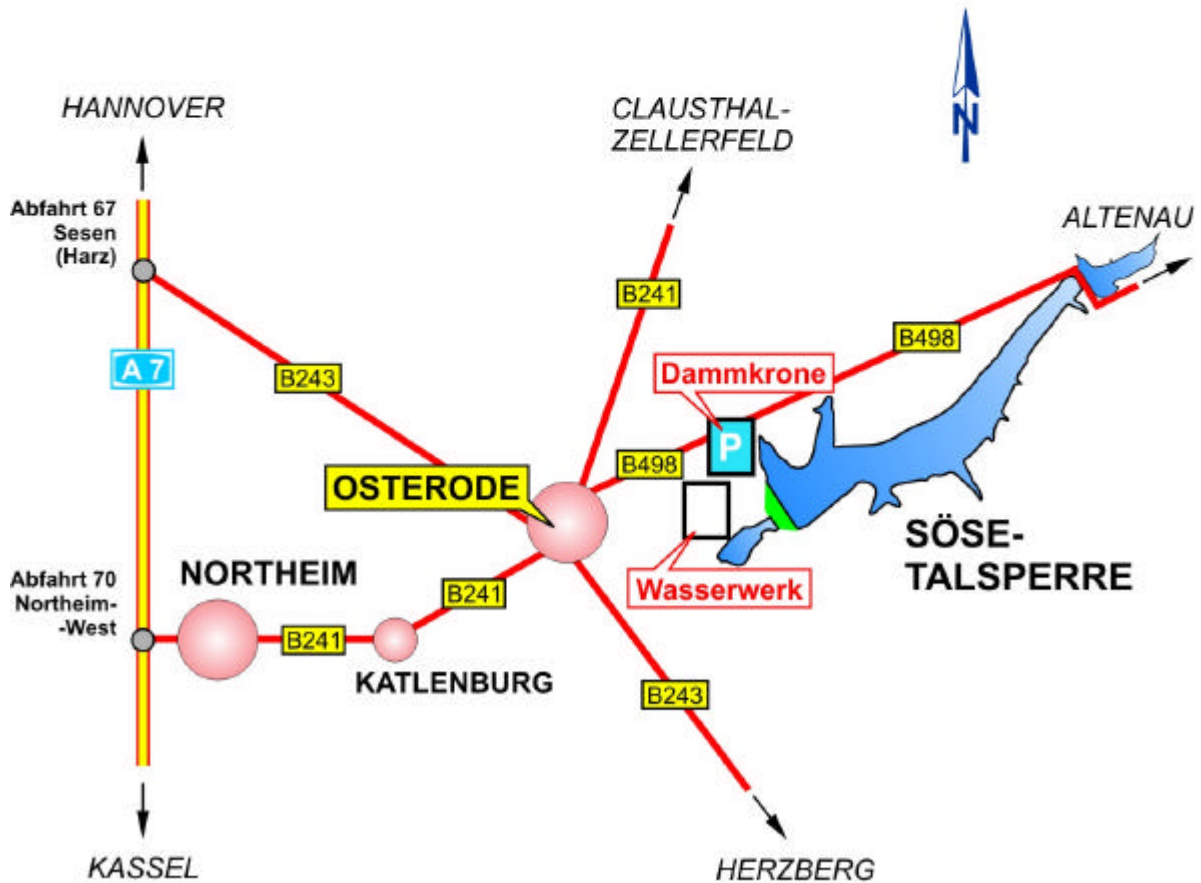 HANNOVER
CLAUSTHAL-
ZELLERFELD
N
ALTENAU
Abfahrt 67
Sesen
(Harz)
B241
B498
A 7
B243
Dammkrone
P
B498
OSTERODE
SÖSE-
TALSPERRE
Abfahrt 70
Northeim-
-West
NORTHEIM
B241
Wasserwerk
B241
KATLENBURG
B243
KASSEL
HERZBERG